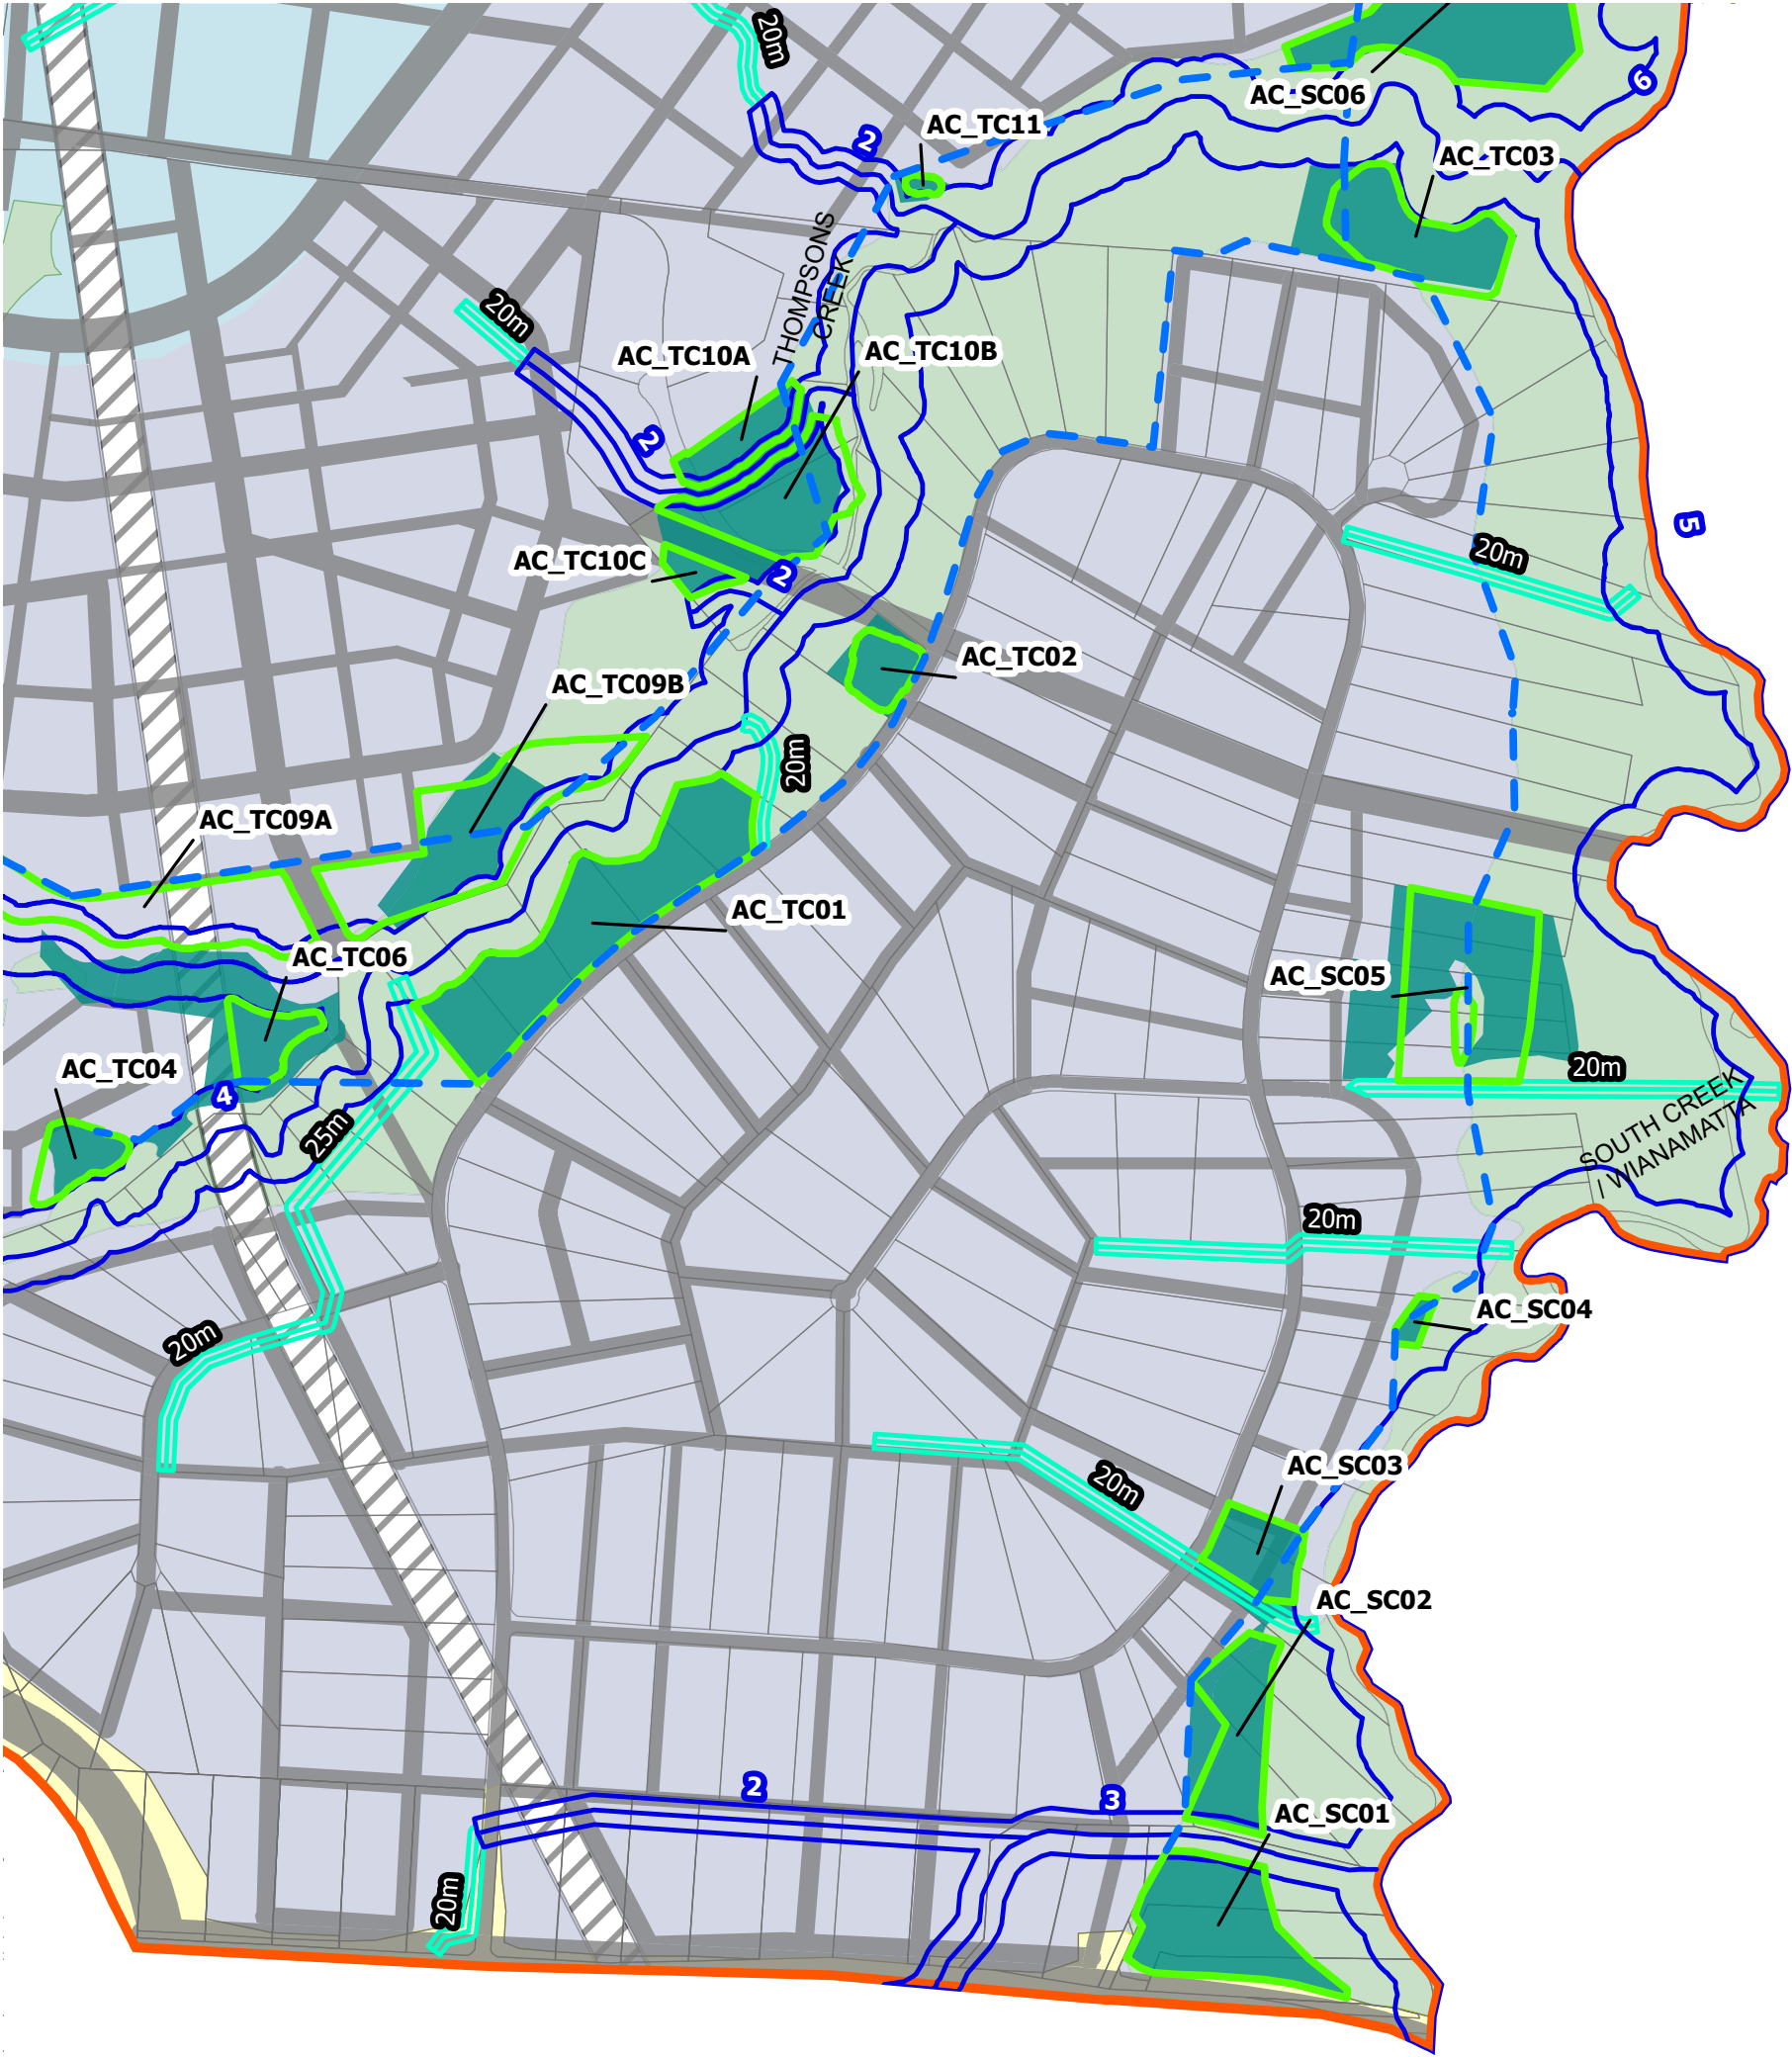 20m
6
AC_SC06
AC_TC11
2
AC_TC03
THOMPSONS
CREEK
20m
AC_TC10A
AC_TC10B
2
5
20m
AC_TC10C
2
AC_TC02
AC_TC09B
20m
AC_TC09A
AC_TC01
AC_TC06
AC_SC05
AC_TC04
20m
4
25m
SOUTH CREEK
/ WIANAMATTA
20m
AC_SC04
20m
AC_SC03
20m
AC_SC02
2
3
AC_SC01
20m